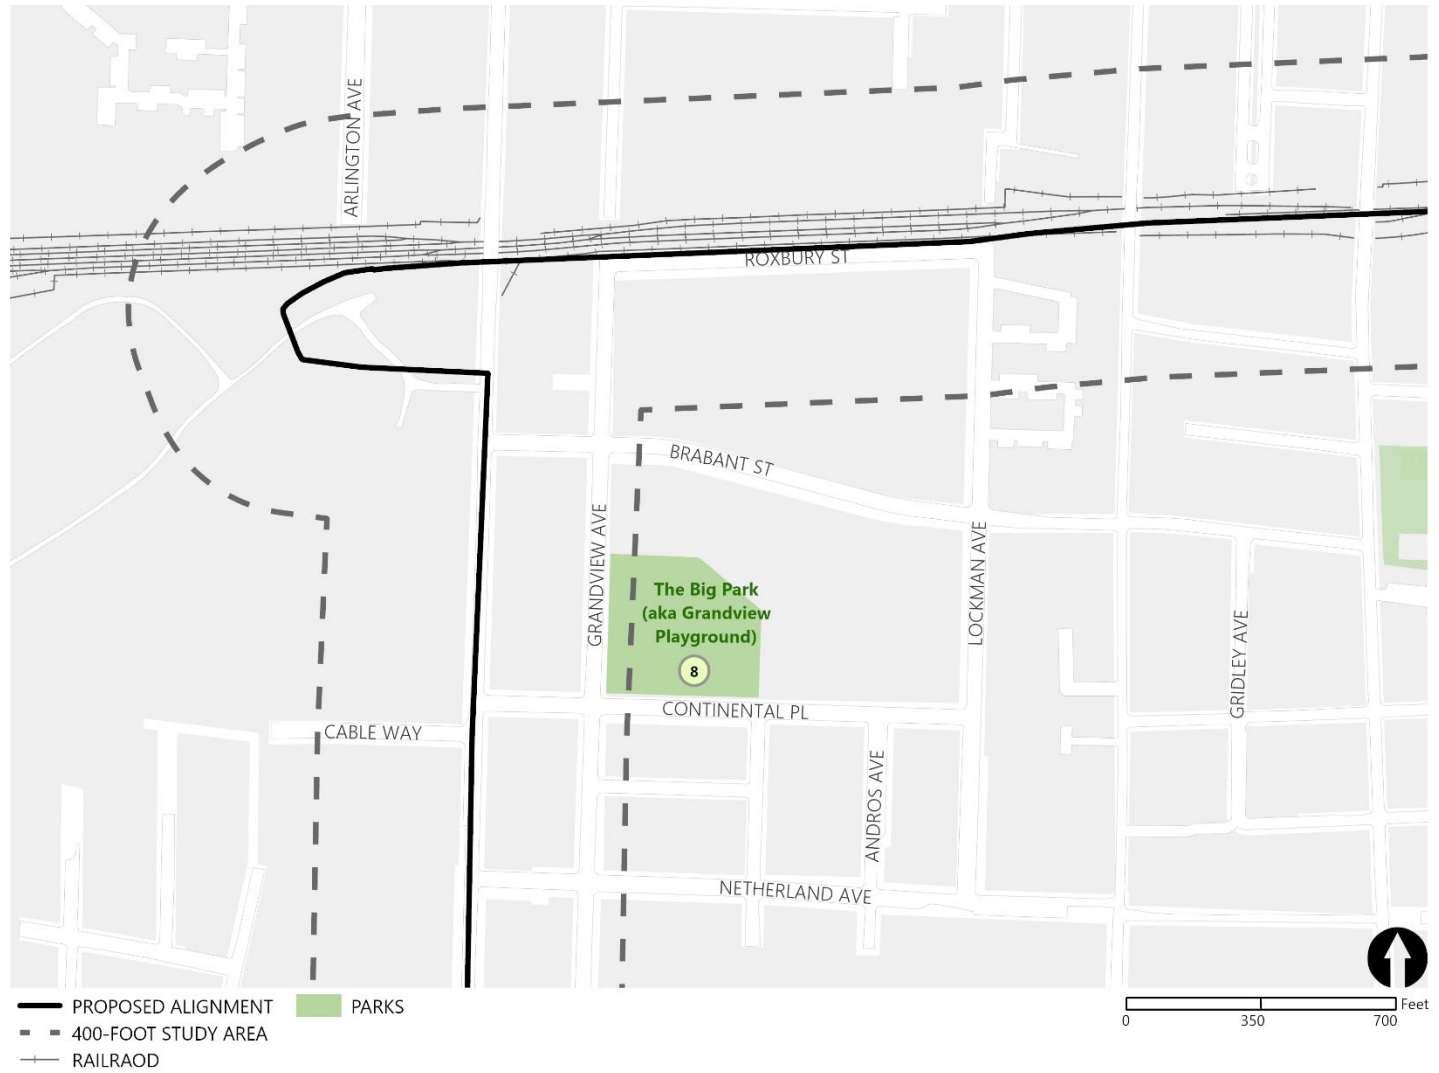 ARLINGTON AVE
ROXBURY ST
BRABANT ST
GRANDVIEW AVE
LOCKMAN AVE
The Big Park
(aka Grandview
Playground)
8
GRIDLEY AVE
CONTINENTAL PL
CABLE WAY
ANDROS AVE
NETHERLAND AVE
PROPOSED ALIGNMENT
PARKS
400-FOOT STUDY AREA
RAILRAOD
Feet
0
350
700